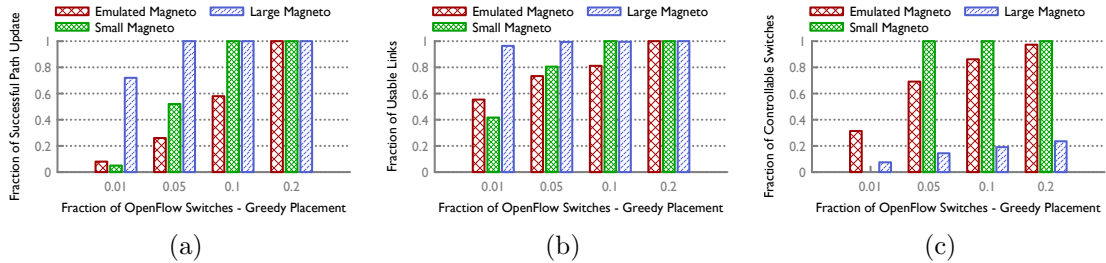 Emulated Magneto
Large Magneto
Small Magneto
Fraction of Successful Path Update
1
0.8
0.6
0.4
0.2
0
0.01
0.05
0.1
0.2
Fraction of OpenFlow Switches - Greedy Placement
(a)
Emulated Magneto
Large Magneto
Small Magneto
Fraction of Usable Links
1
0.8
0.6
0.4
0.2
0
0.01
0.05
0.1
0.2
Fraction of OpenFlow Switches - Greedy Placement
(b)
Emulated Magneto
Large Magneto
Small Magneto
Fraction of Controllable Switches
1
0.8
0.6
0.4
0.2
0
0.01
0.05
0.1
0.2
Fraction of OpenFlow Switches - Greedy Placement
(c)